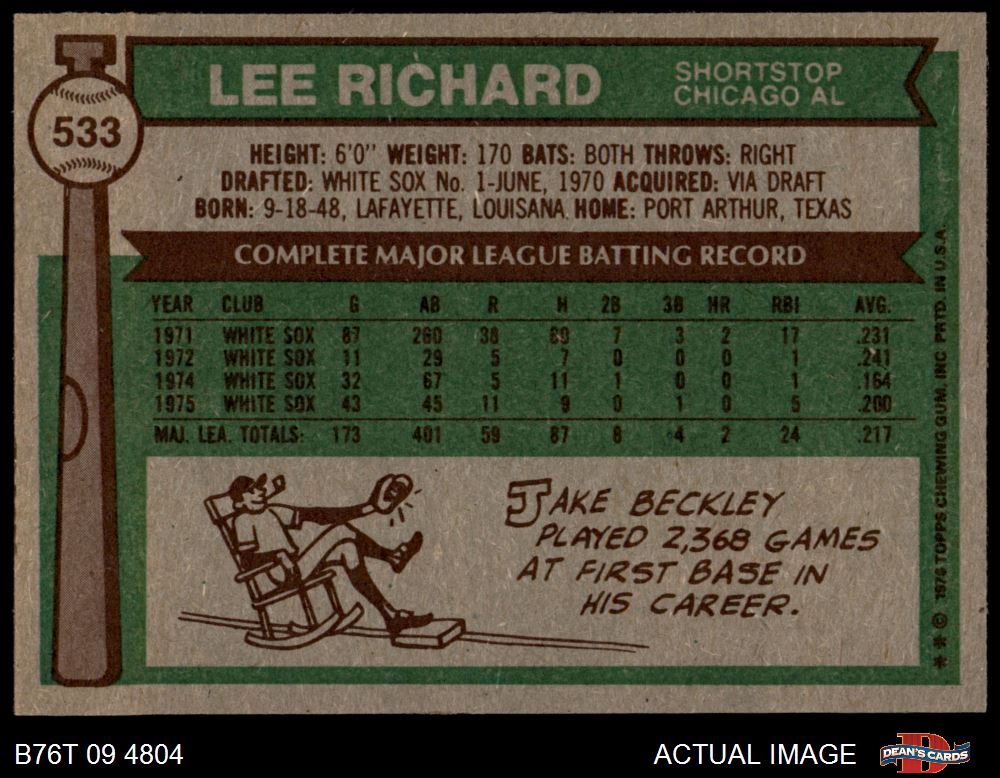 533
LEE RICHARD
SHORTSTOP
CHICAGO AL
HEIGHT: 6'0" WEIGHT: 170 BATS: BOTH THROWS: RIGHT
DRAFTED: WHITE SOX No. 1-JUNE, 1970 ACQUIRED: VIA DRAFT
BORN: 9-18-48, LAFAYETTE, LOUISANA HOME: PORT ARTHUR, TEXAS
COMPLETE MAJOR LEAGUE BATTING RECORD
YEAR CLUB G AB R H 2B 3B HR RBI AVG.
1971 WHITE SOX 87 260 38 60 7 3 2 17 .231
1972 WHITE SOX 11 29 5 7 0 0 0 1 .241
1974 WHITE SOX 32 67 5 11 1 0 0 1 .164
1975 WHITE SOX 43 45 11 9 0 1 0 5 .200
MAJ. LEA. TOTALS: 173 401 59 87 8 4 2 24 .217
JAKE BECKLEY
PLAYED 2,368 GAMES
AT FIRST BASE IN
HIS CAREER.
** © 1976 TOPPS CHEWING GUM, INC. PRTD. IN U.S.A.
B76T 09 4804
ACTUAL IMAGE
D
DEAN'S CARDS